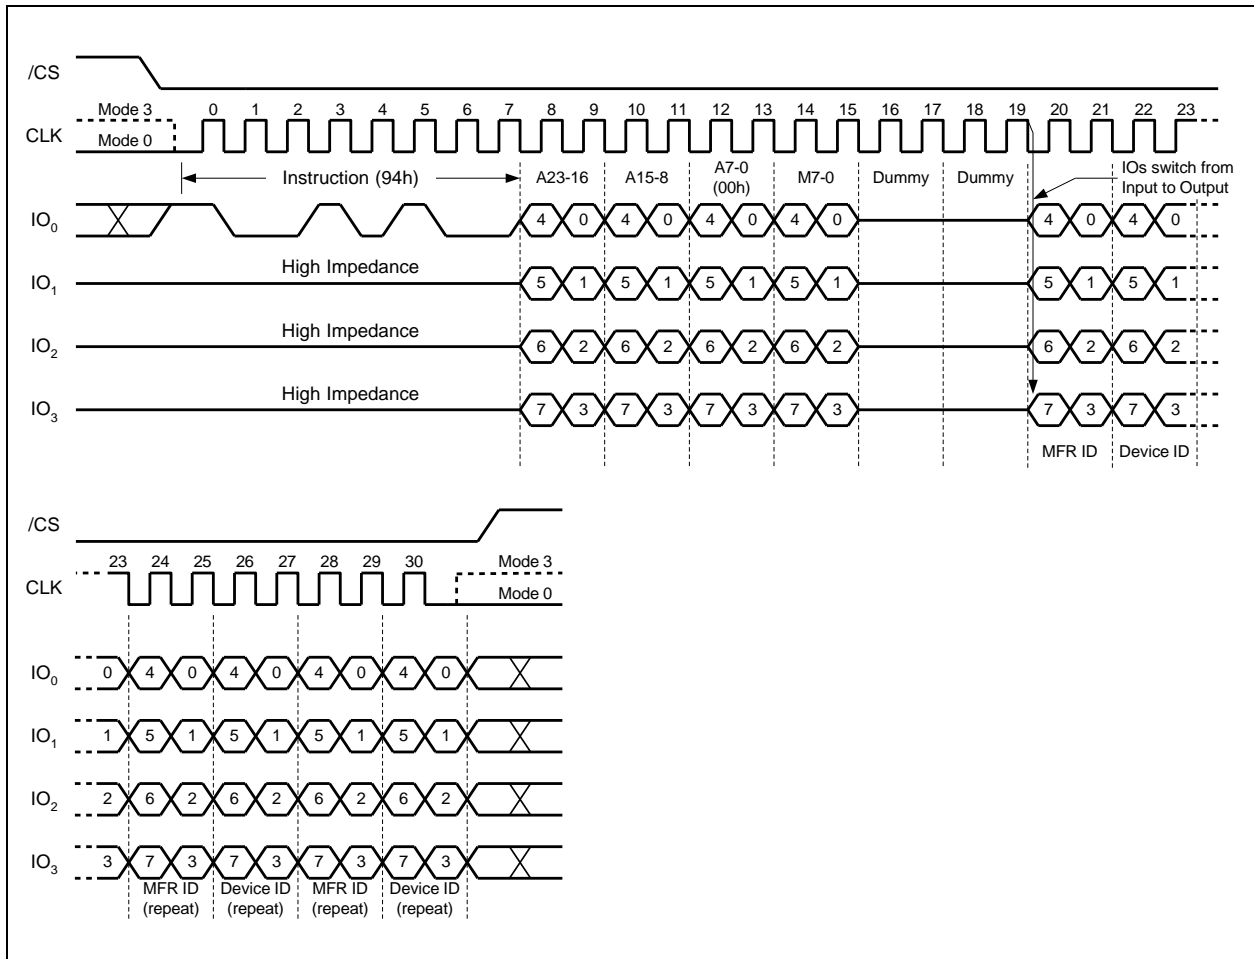 /CS
Mode 3 0 1 2 3 4 5 6 7 8 9 10 11 12 13 14 15 16 17 18 19 20 21 22 23
CLK Mode 0
Instruction (94h) A23-16 A15-8 A7-0 (00h) M7-0 Dummy Dummy IOs switch from Input to Output
IO0 4 0 4 0 4 0 4 0 4 0 4 0
High Impedance
IO1 5 1 5 1 5 1 5 1 5 1 5 1
High Impedance
IO2 6 2 6 2 6 2 6 2 6 2 6 2
High Impedance
IO3 7 3 7 3 7 3 7 3 7 3 7 3
MFR ID Device ID
/CS
23 24 25 26 27 28 29 30 Mode 3
CLK Mode 0
IO0 0 4 0 4 0 4 0 4 0
IO1 1 5 1 5 1 5 1 5 1
IO2 2 6 2 6 2 6 2 6 2
IO3 3 7 3 7 3 7 3 7 3
MFR ID Device ID MFR ID Device ID
(repeat) (repeat) (repeat) (repeat)